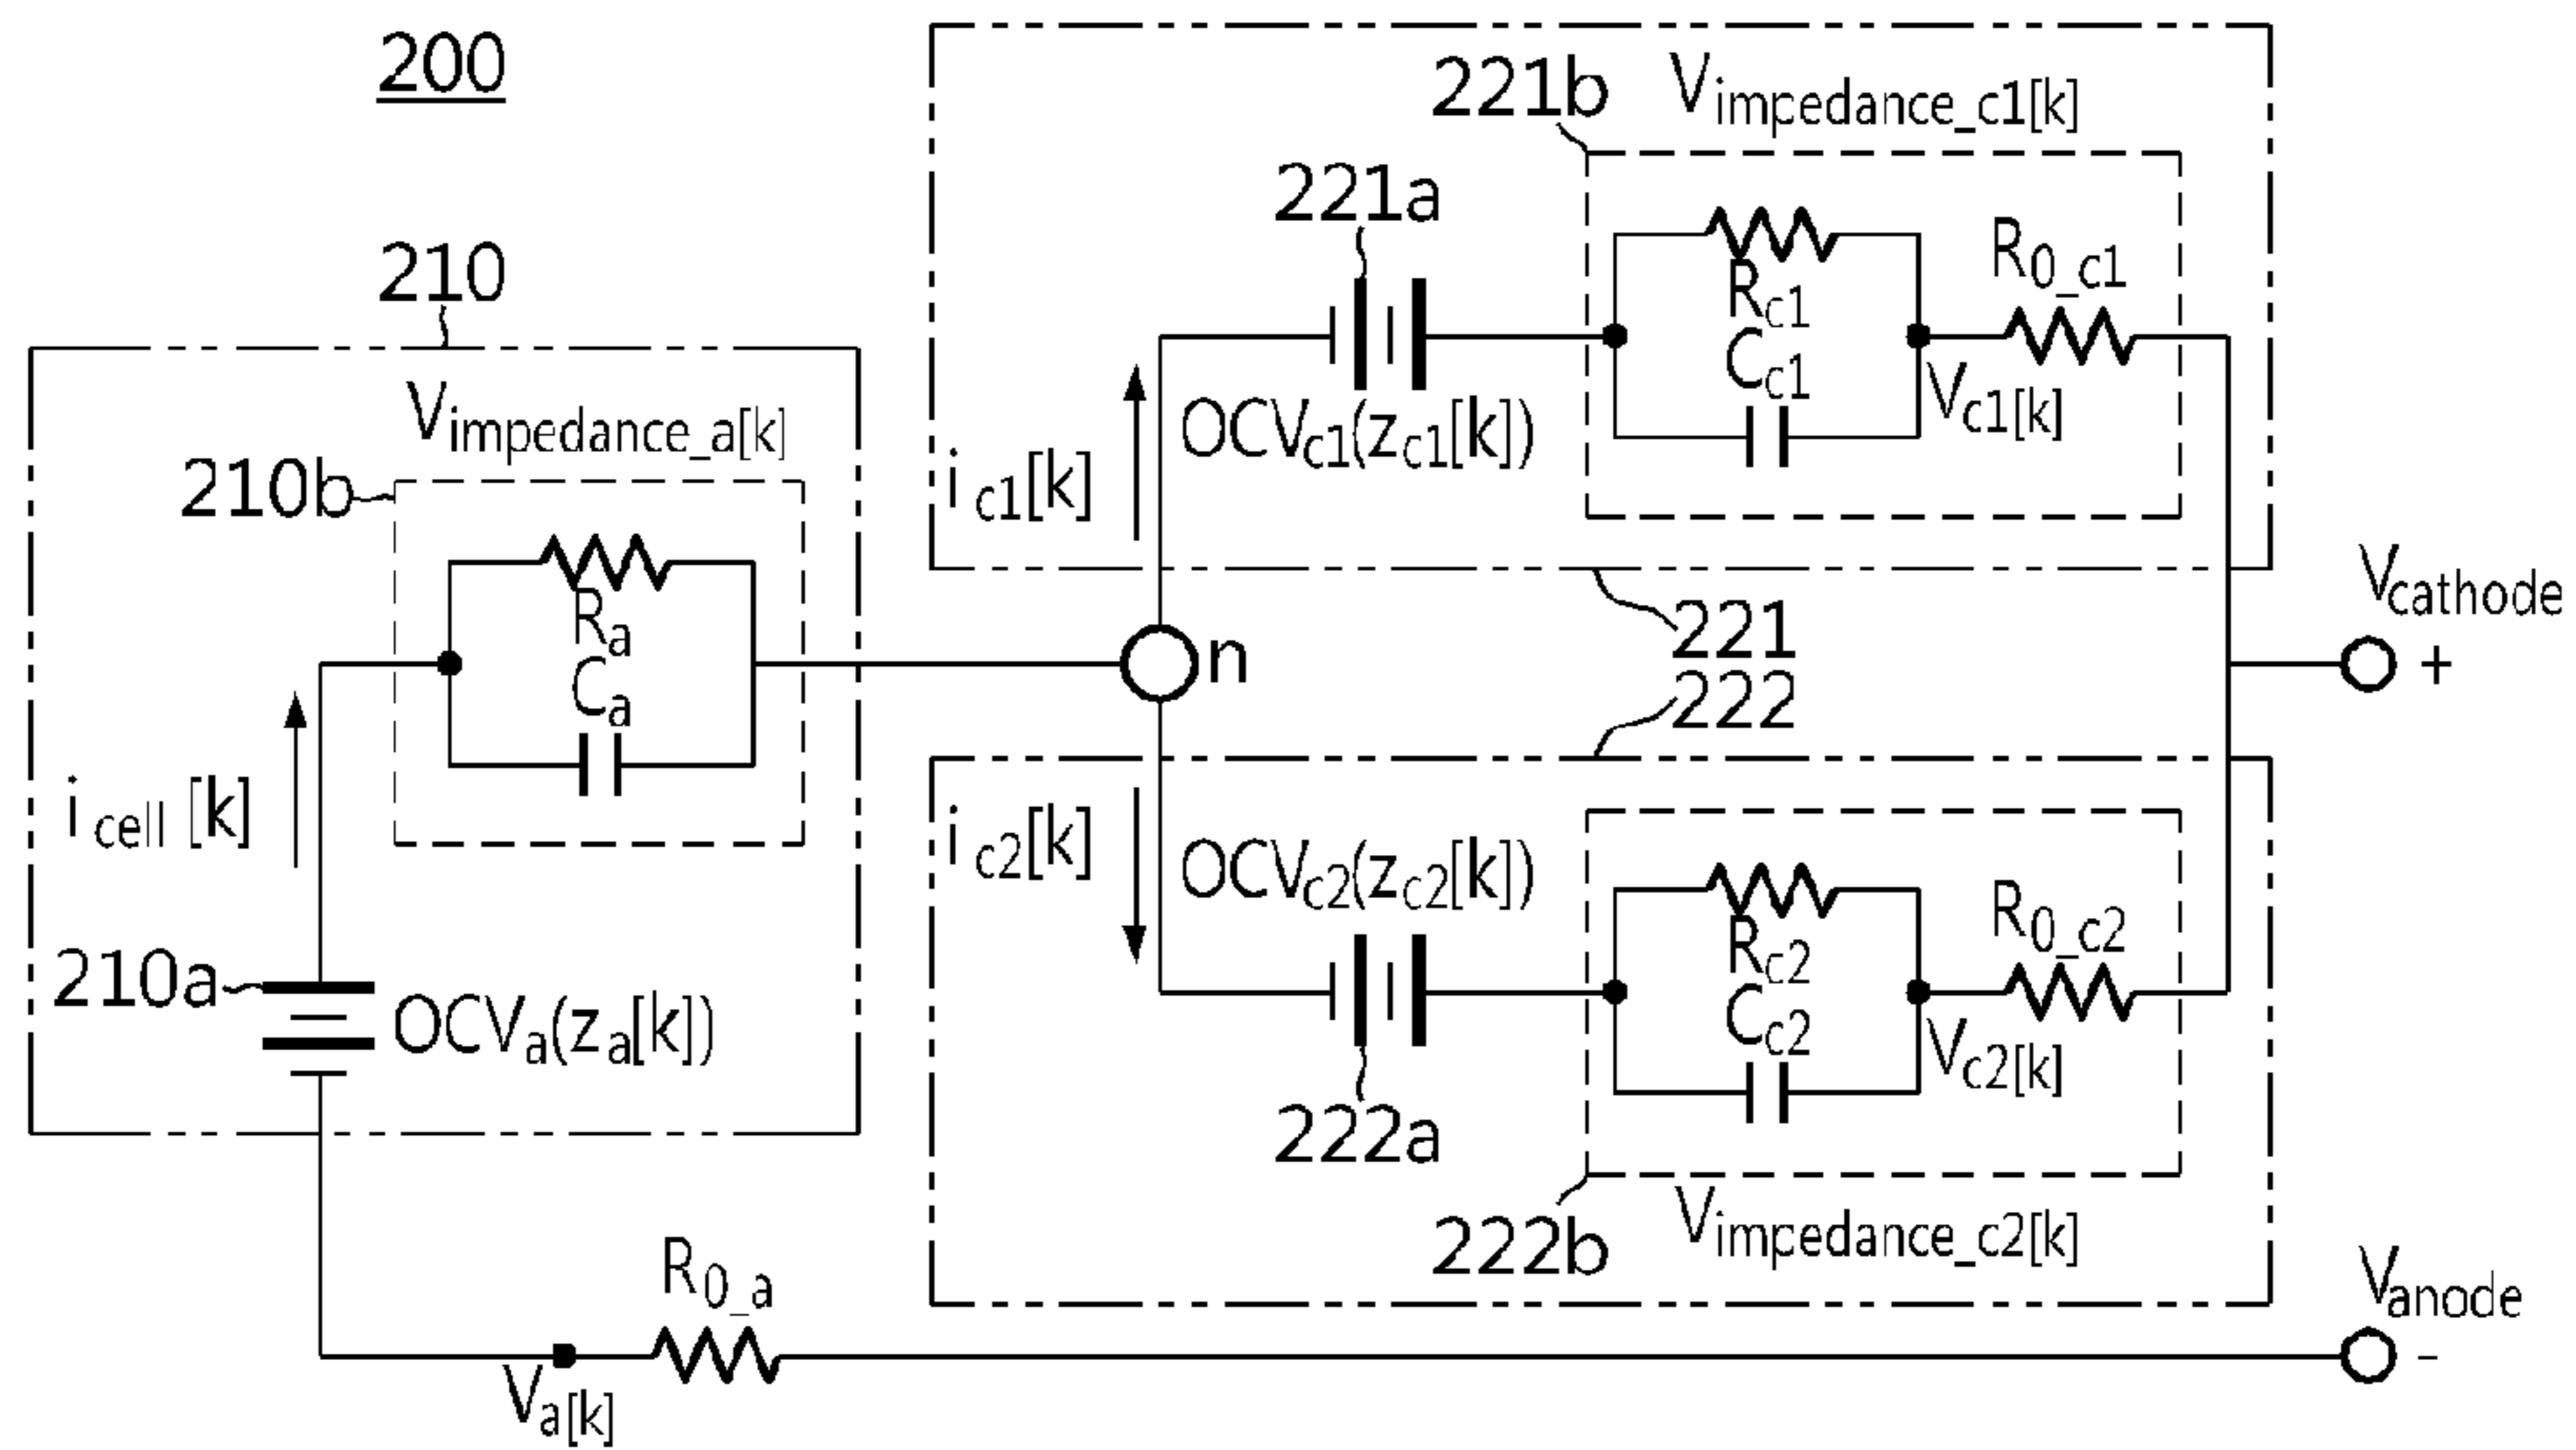 200
221b
Vimpedance_c1[k]
221a
R0_c1
Rc1
Cc1
Vc1[k]
OCVc1(zc1[k])
ic1[k]
210
Vimpedance_a[k]
210b
Ra
Ca
n
221
222
Vcathode
+
icell [k]
ic2[k]
OCVc2(zc2[k])
R0_c2
Rc2
Cc2
Vc2[k]
210a
OCVa(za[k])
222a
222b
Vimpedance_c2[k]
R0_a
Va[k]
Vanode
-